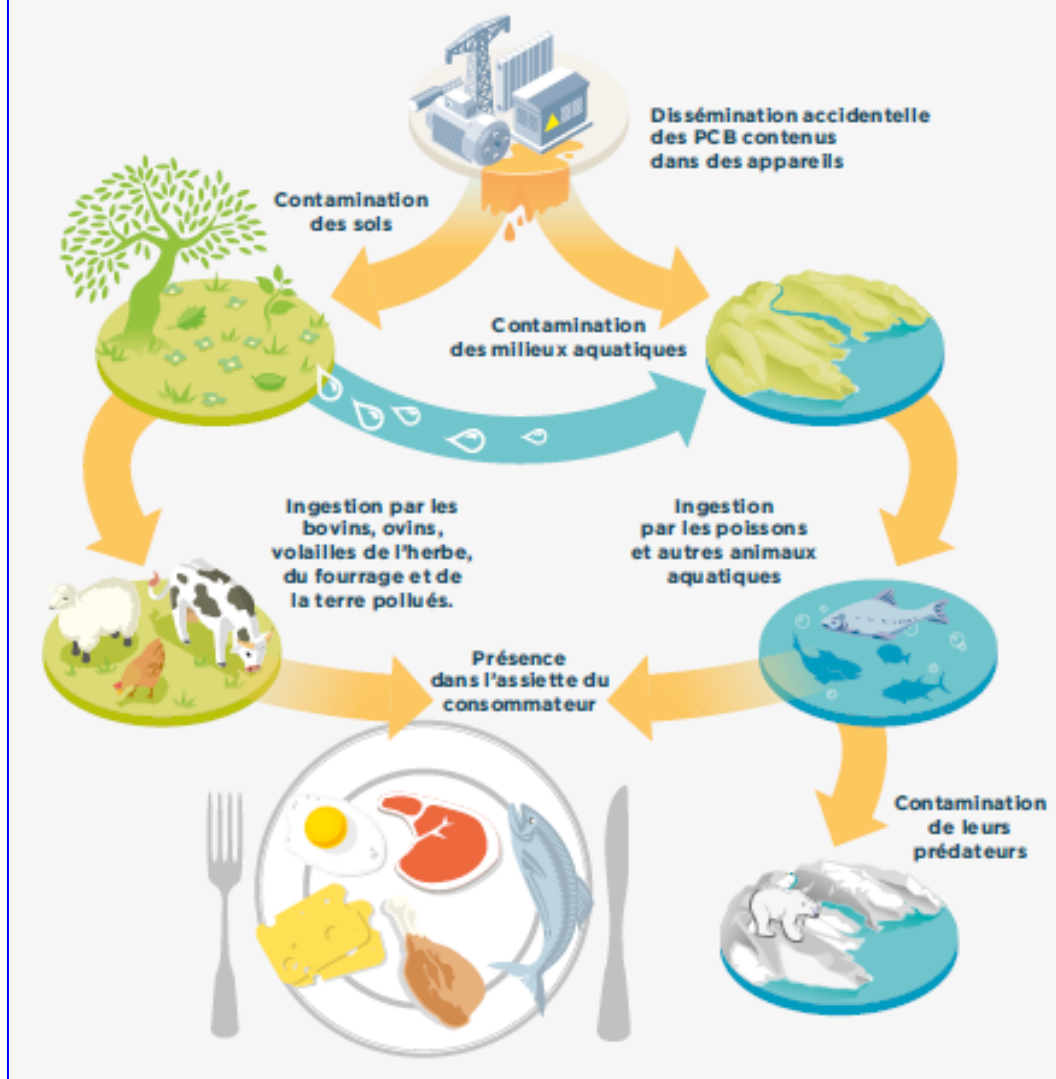 Dissémination accidentelle
des PCB contenus
dans des appareils
Contamination
des sols
Contamination
des milieux aquatiques
Ingestion par les
bovins, ovins,
volailles de l'herbe,
du fourrage et de
la terre pollués.
Ingestion
par les poissons
et autres animaux
aquatiques
Présence
dans l'assiette du
consommateur
Contamination
de leurs
prédateurs